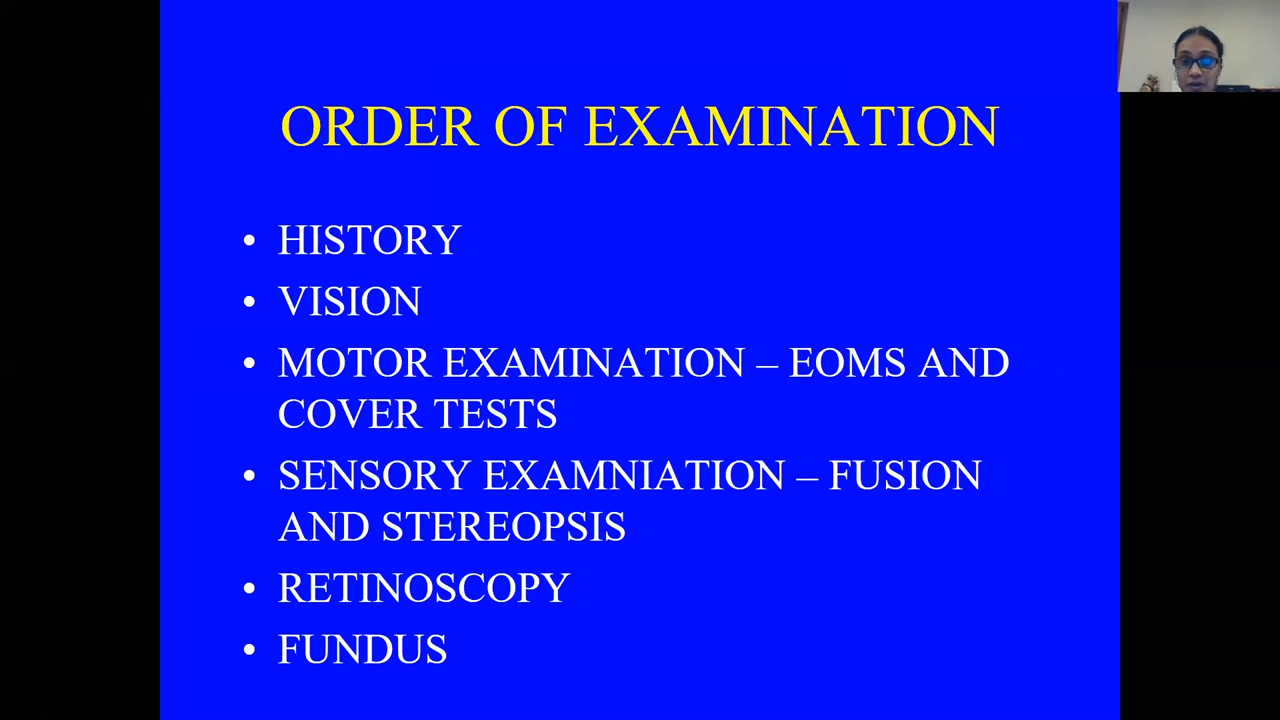 ORDER OF EXAMINATION
• HISTORY
• VISION
• MOTOR EXAMINATION – EOMS AND
COVER TESTS
• SENSORY EXAMNIATION – FUSION
AND STEREOPSIS
• RETINOSCOPY
• FUNDUS